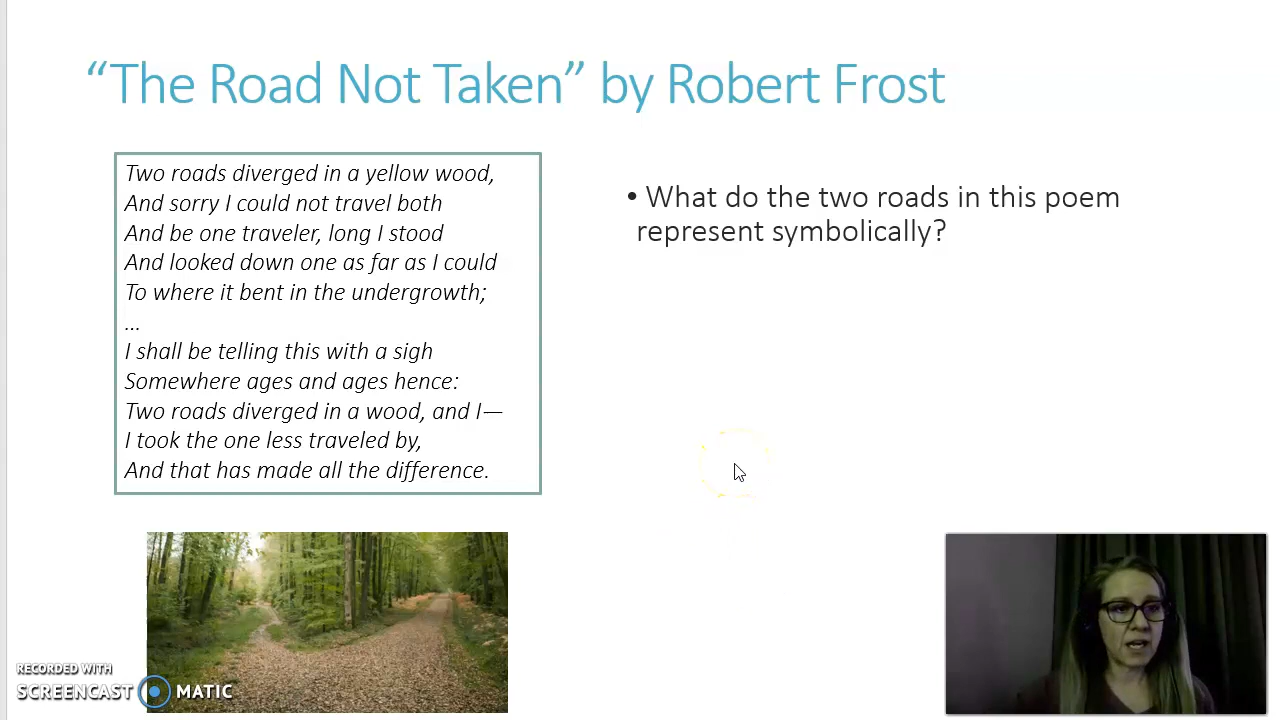 “The Road Not Taken” by Robert Frost
Two roads diverged in a yellow wood,
And sorry I could not travel both
And be one traveler, long I stood
And looked down one as far as I could
To where it bent in the undergrowth;
...
I shall be telling this with a sigh
Somewhere ages and ages hence:
Two roads diverged in a wood, and I—
I took the one less traveled by,
And that has made all the difference.
• What do the two roads in this poem
represent symbolically?
RECORDED WITH
SCREENCAST MATIC